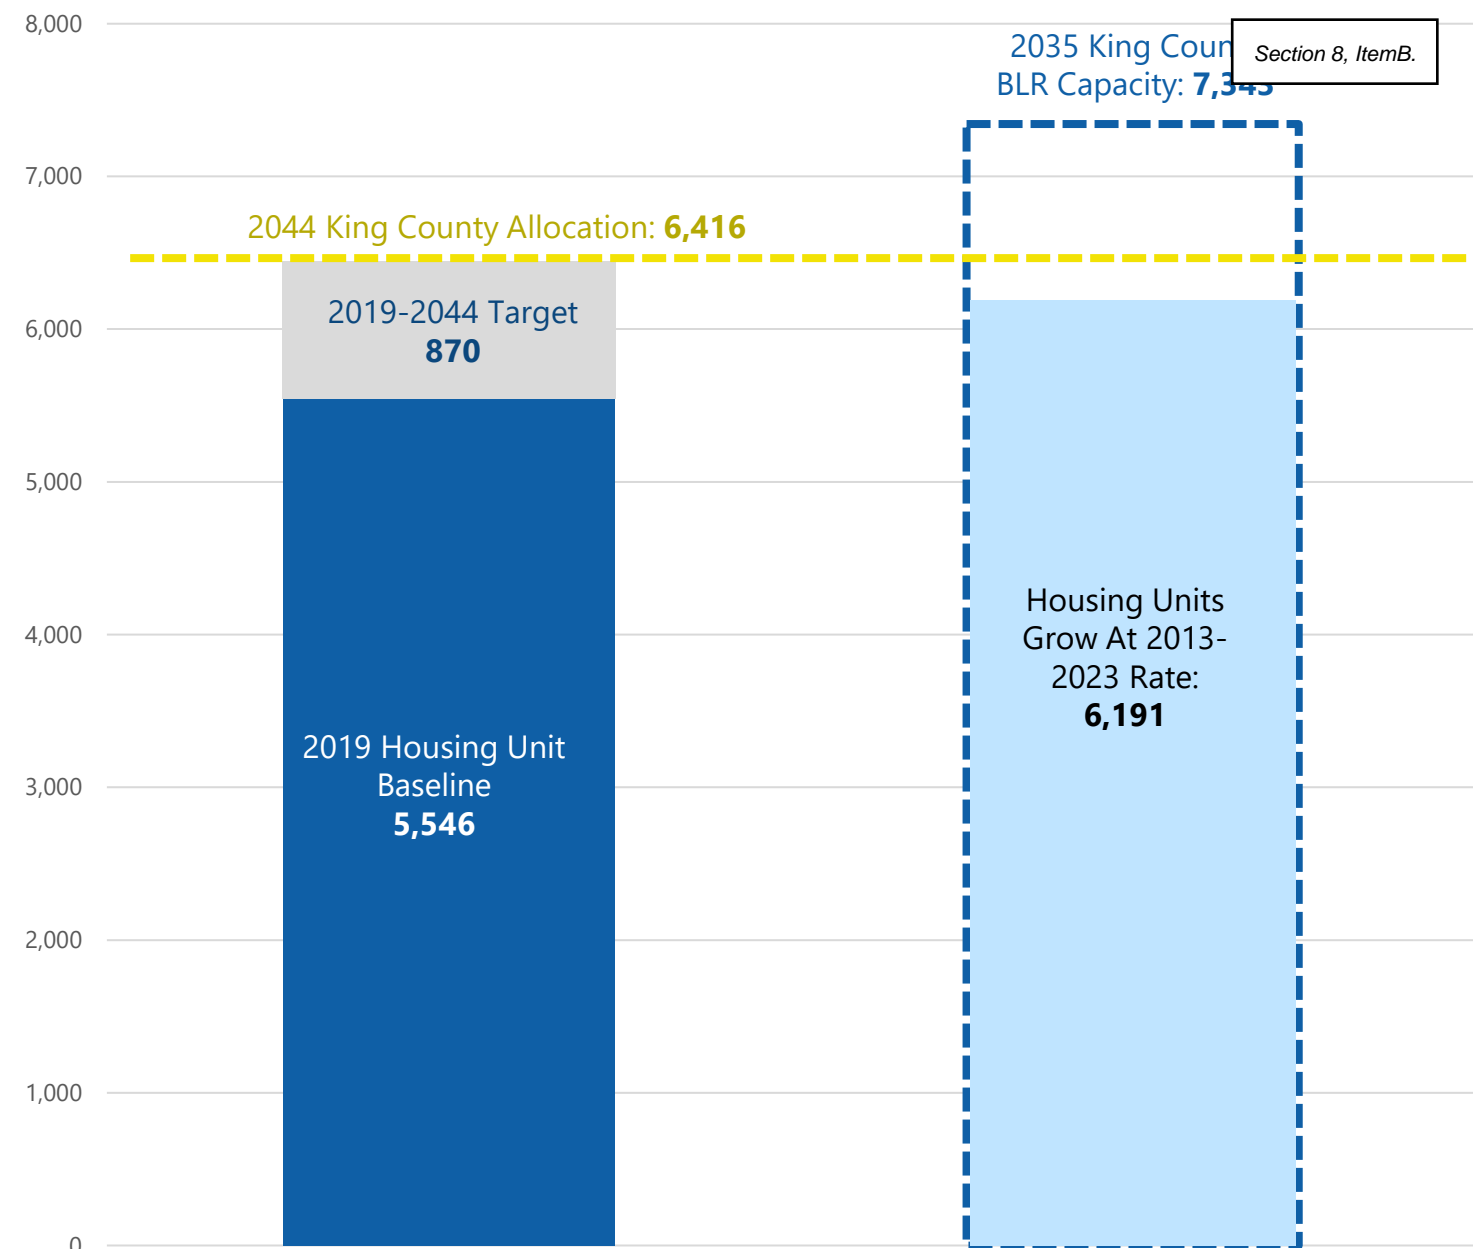 8,000
2035 King Coun
Section 8, ItemB.
BLR Capacity: 7,343
7,000
2044 King County Allocation: 6,416
2019-2044 Target
870
6,000
5,000
Housing Units
Grow At 2013-
2023 Rate:
6,191
4,000
2019 Housing Unit
Baseline
5,546
3,000
2,000
1,000
0